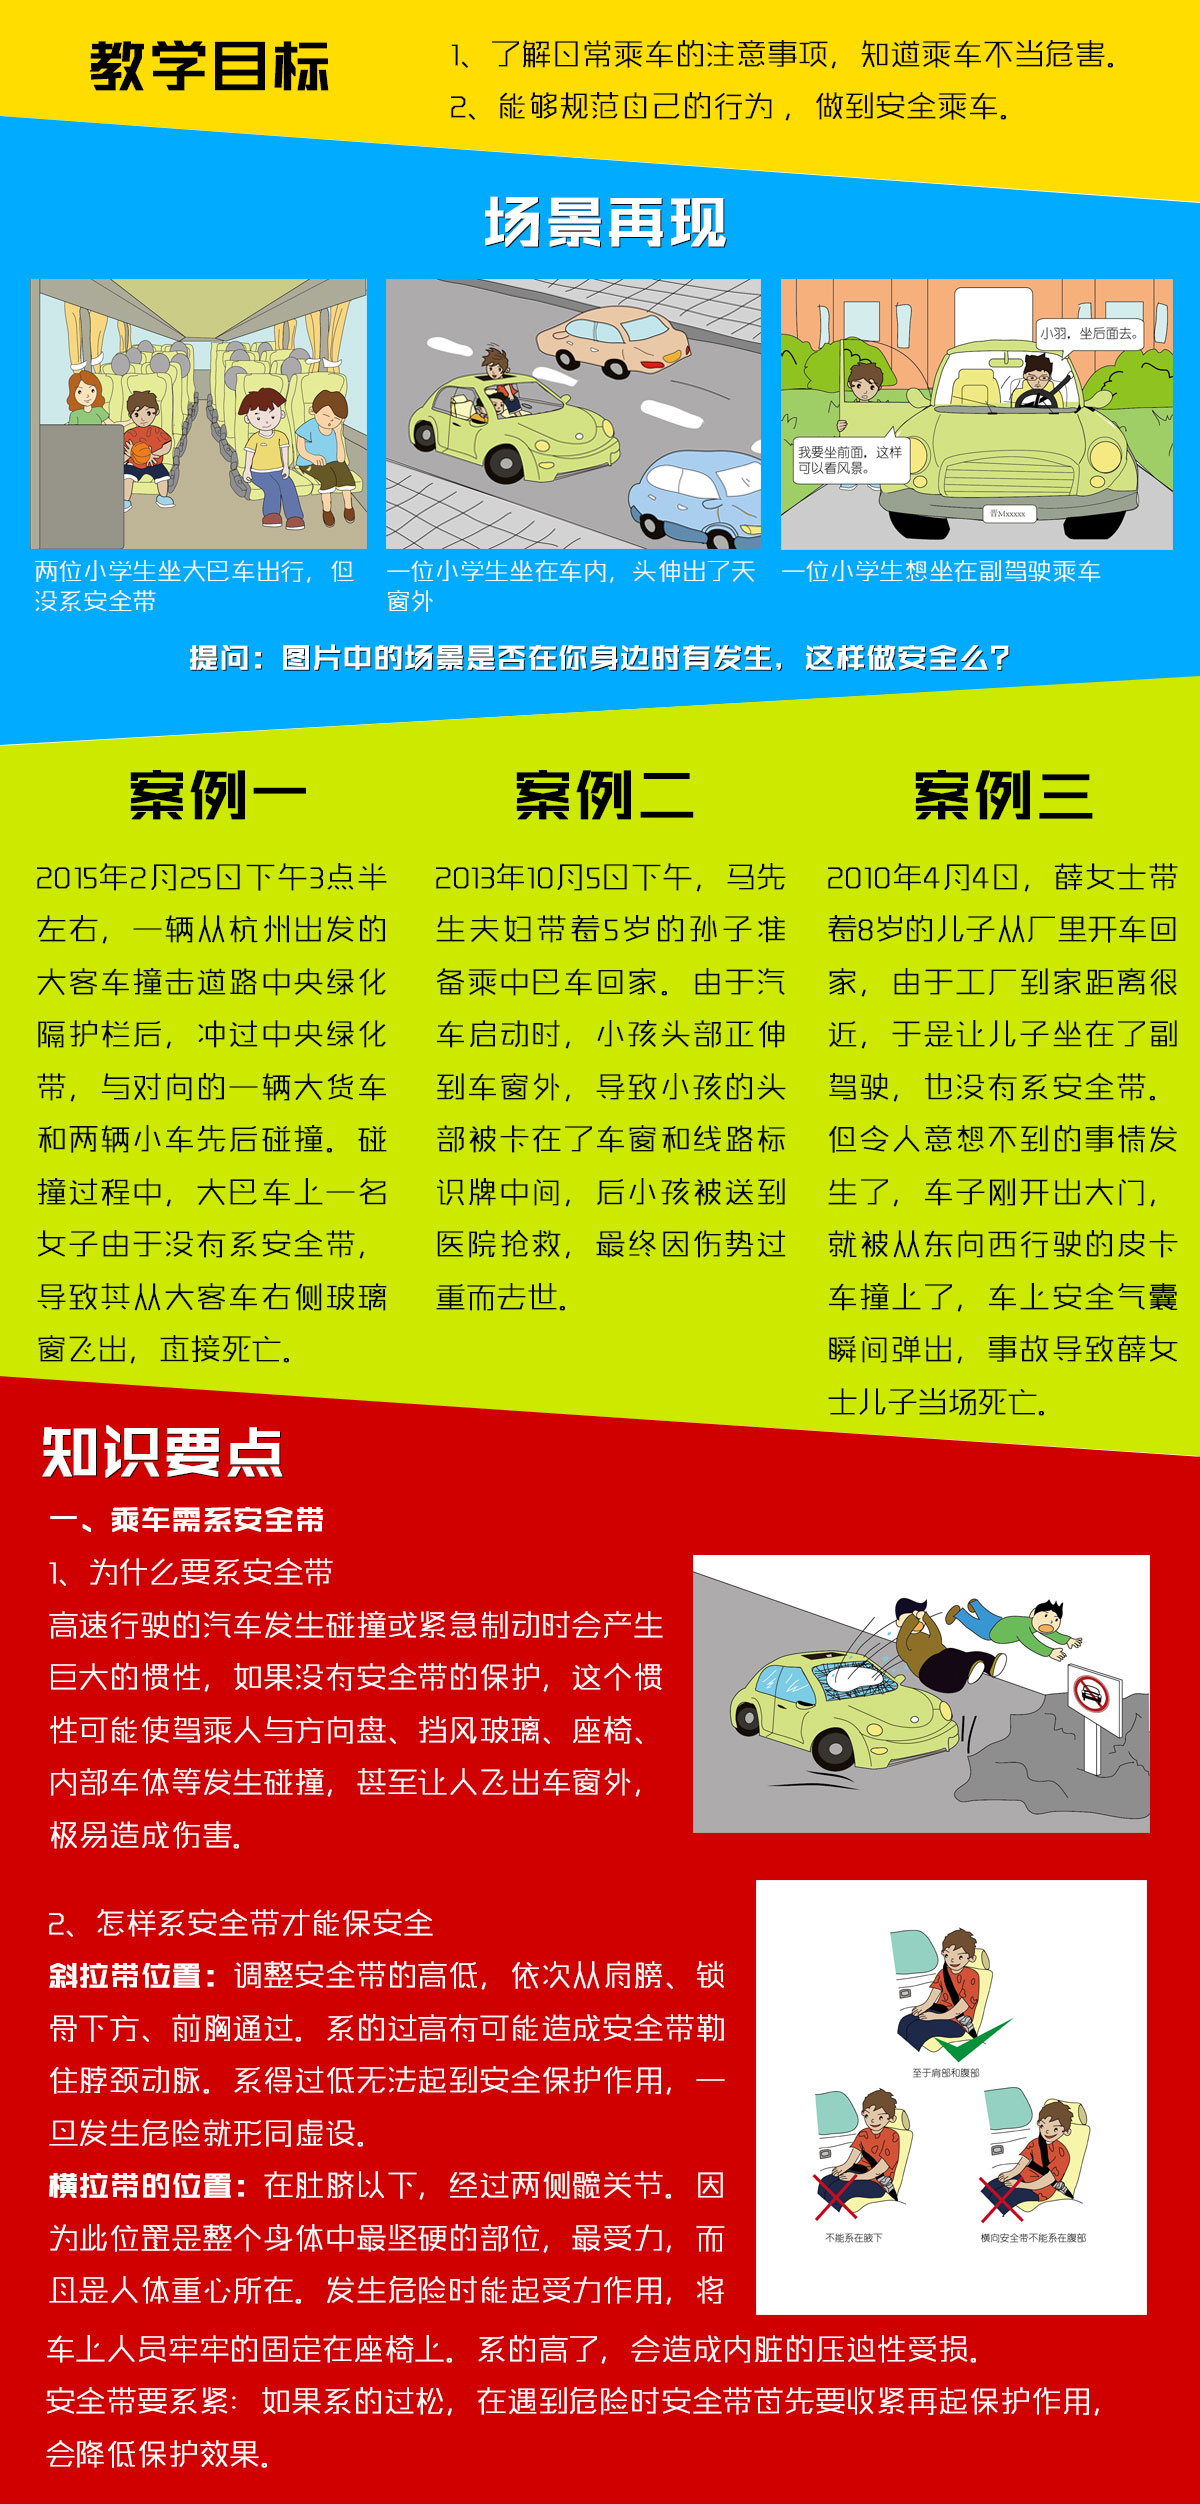 教学目标
1、了解日常乘车的注意事项，知道乘车不当危害。
2、能够规范自己的行为，做到安全乘车。
场景再现
小羽，坐后面去。
我要坐前面，这样
可以看风景。
晋Mxxxxx
两位小学生坐大巴车出行，但
没系安全带
一位小学生坐在车内，头伸出了天
窗外
一位小学生想坐在副驾驶乘车
提问：图片中的场景是否在你身边时有发生，这样做安全么？
案例一
2015年2月25日下午3点半
左右，一辆从杭州出发的
大客车撞击道路中央绿化
隔护栏后，冲过中央绿化
带，与对向的一辆大货车
和两辆小车先后碰撞。碰
撞过程中，大巴车上一名
女子由于没有系安全带，
导致其从大客车右侧玻璃
窗飞出，直接死亡。
案例二
2013年10月5日下午，马先
生夫妇带着5岁的孙子准
备乘中巴车回家。由于汽
车启动时，小孩头部正伸
到车窗外，导致小孩的头
部被卡在了车窗和线路标
识牌中间，后小孩被送到
医院抢救，最终因伤势过
重而去世。
案例三
2010年4月4日，薛女士带
着8岁的儿子从厂里开车回
家，由于工厂到家距离很
近，于是让儿子坐在了副
驾驶，也没有系安全带。
但令人意想不到的事情发
生了，车子刚开出大门，
就被从东向西行驶的皮卡
车撞上了，车上安全气囊
瞬间弹出，事故导致薛女
士儿子当场死亡。
知识要点
一、乘车需系安全带
1、为什么要系安全带
高速行驶的汽车发生碰撞或紧急制动时会产生
巨大的惯性，如果没有安全带的保护，这个惯
性可能使驾乘人与方向盘、挡风玻璃、座椅、
内部车体等发生碰撞，甚至让人飞出车窗外，
极易造成伤害。
2、怎样系安全带才能保安全
斜拉带位置：调整安全带的高低，依次从肩膀、锁
骨下方、前胸通过。系的过高有可能造成安全带勒
住脖颈动脉。系得过低无法起到安全保护作用，一
旦发生危险就形同虚设。
横拉带的位置：在肚脐以下，经过两侧髋关节。因
为此位置是整个身体中最坚硬的部位，最受力，而
且是人体重心所在。发生危险时能起受力作用，将
车上人员牢牢的固定在座椅上。系的高了，会造成内脏的压迫性受损。
安全带要系紧：如果系的过松，在遇到危险时安全带首先要收紧再起保护作用，
会降低保护效果。
至于肩部和腹部
不能系在腋下
横向安全带不能系在腹部